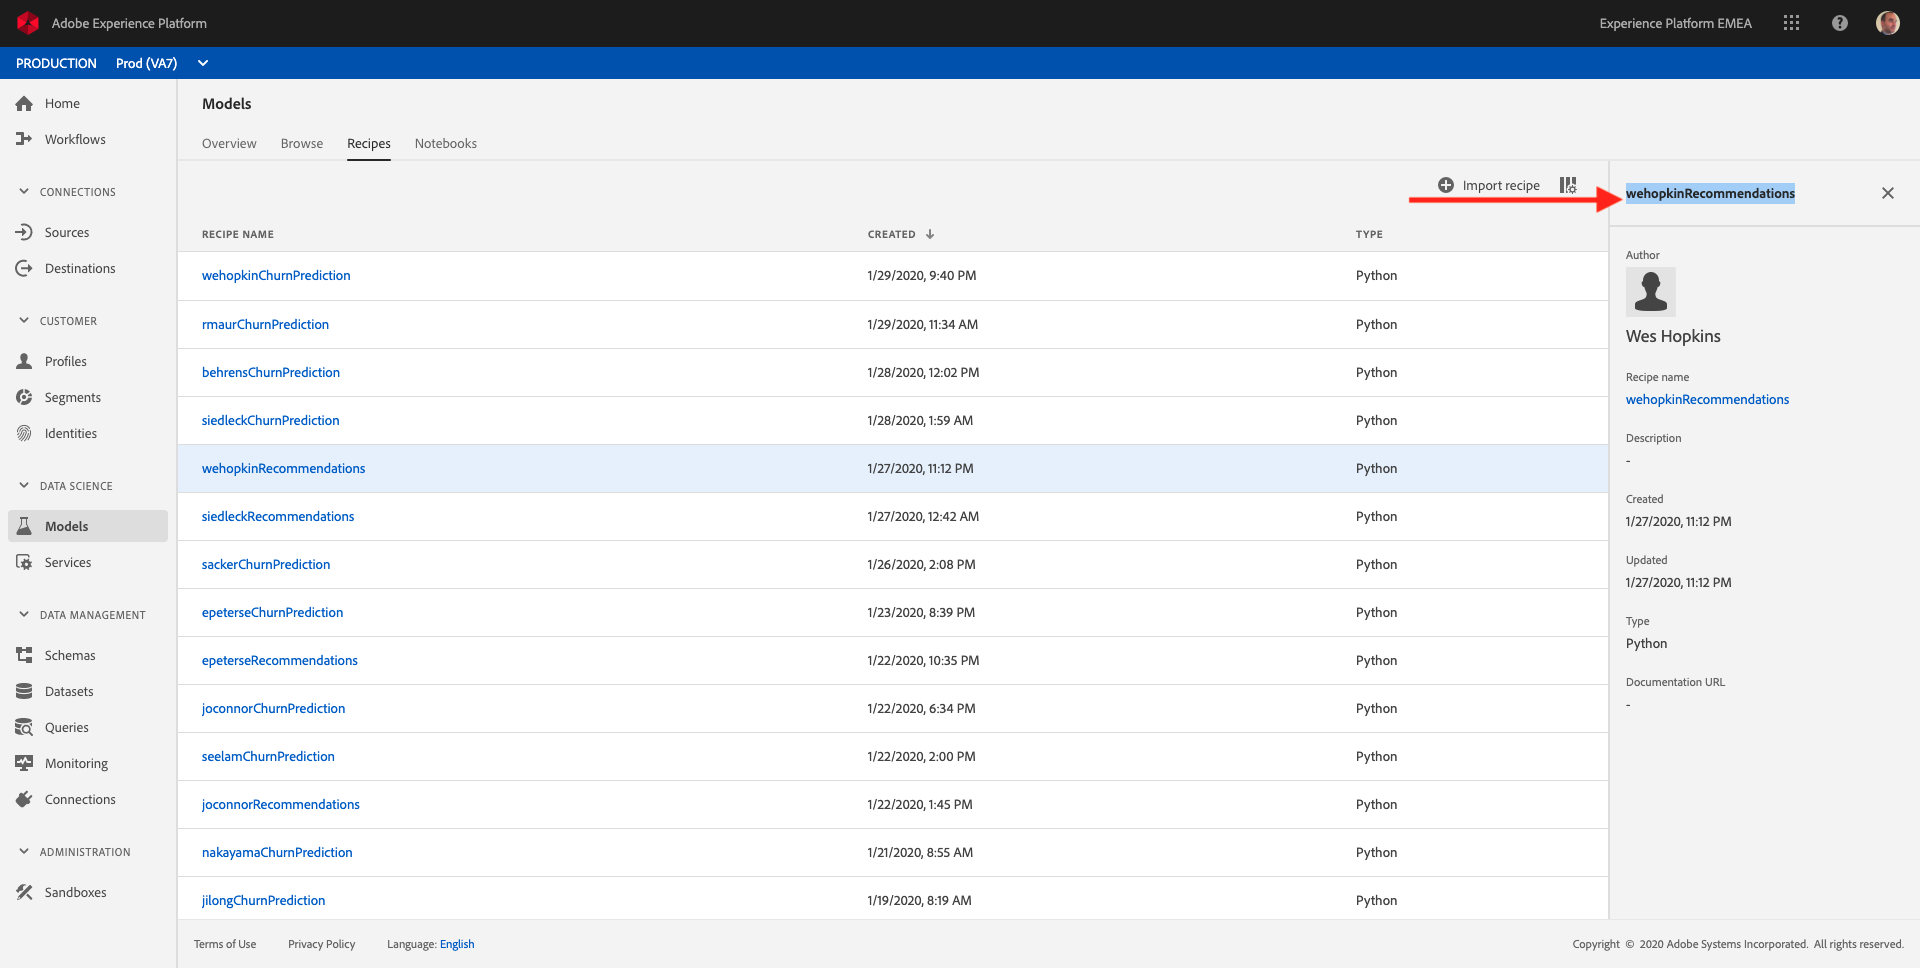 Adobe Experience Platform
Experience Platform EMEA
PRODUCTION Prod (VA7)
Home
Workflows
CONNECTIONS
Sources
Destinations
CUSTOMER
Profiles
Segments
Identities
DATA SCIENCE
Models
Services
DATA MANAGEMENT
Schemas
Datasets
Queries
Monitoring
Connections
ADMINISTRATION
Sandboxes
Models
Overview Browse Recipes Notebooks
Import recipe
RECIPE NAME CREATED TYPE
wehopkinChurnPrediction 1/29/2020, 9:40 PM Python
rmaurChurnPrediction 1/29/2020, 11:34 AM Python
behrensChurnPrediction 1/28/2020, 12:02 PM Python
siedleckChurnPrediction 1/28/2020, 1:59 AM Python
wehopkinRecommendations 1/27/2020, 11:12 PM Python
siedleckRecommendations 1/27/2020, 12:42 AM Python
sackerChurnPrediction 1/26/2020, 2:08 PM Python
epeterseChurnPrediction 1/23/2020, 8:39 PM Python
epeterseRecommendations 1/22/2020, 10:35 PM Python
joconnorChurnPrediction 1/22/2020, 6:34 PM Python
seelamChurnPrediction 1/22/2020, 2:00 PM Python
joconnorRecommendations 1/22/2020, 1:45 PM Python
nakayamaChurnPrediction 1/21/2020, 8:55 AM Python
jilongChurnPrediction 1/19/2020, 8:19 AM Python
wehopkinRecommendations
Author
Wes Hopkins
Recipe name
wehopkinRecommendations
Description
-
Created
1/27/2020, 11:12 PM
Updated
1/27/2020, 11:12 PM
Type
Python
Documentation URL
-
Terms of Use Privacy Policy Language: English
Copyright © 2020 Adobe Systems Incorporated. All rights reserved.